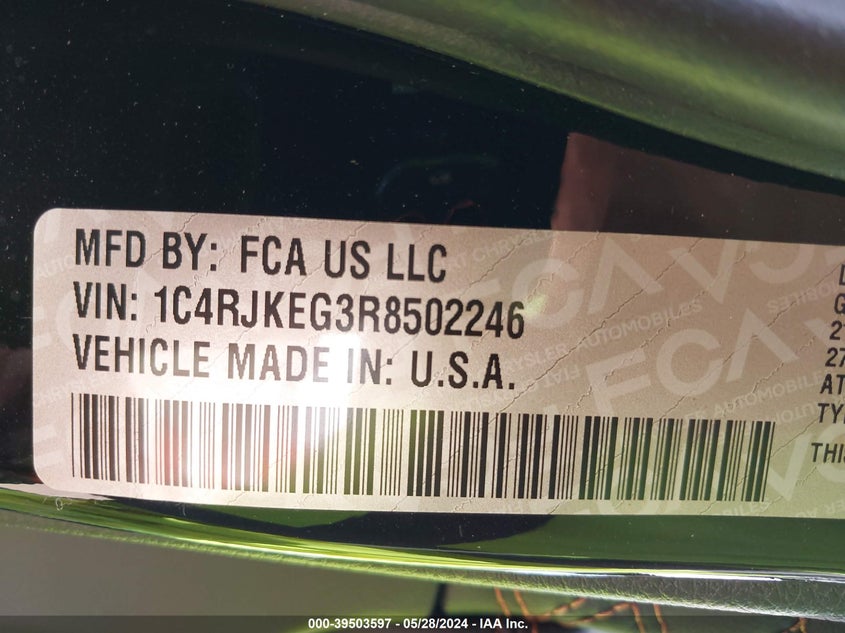 MFD BY: FCA US LLC
VIN: 1C4RJKEG3R8502246
VEHICLE MADE IN: U.S.A.
000-39503597 - 05/28/2024 - IAA Inc.